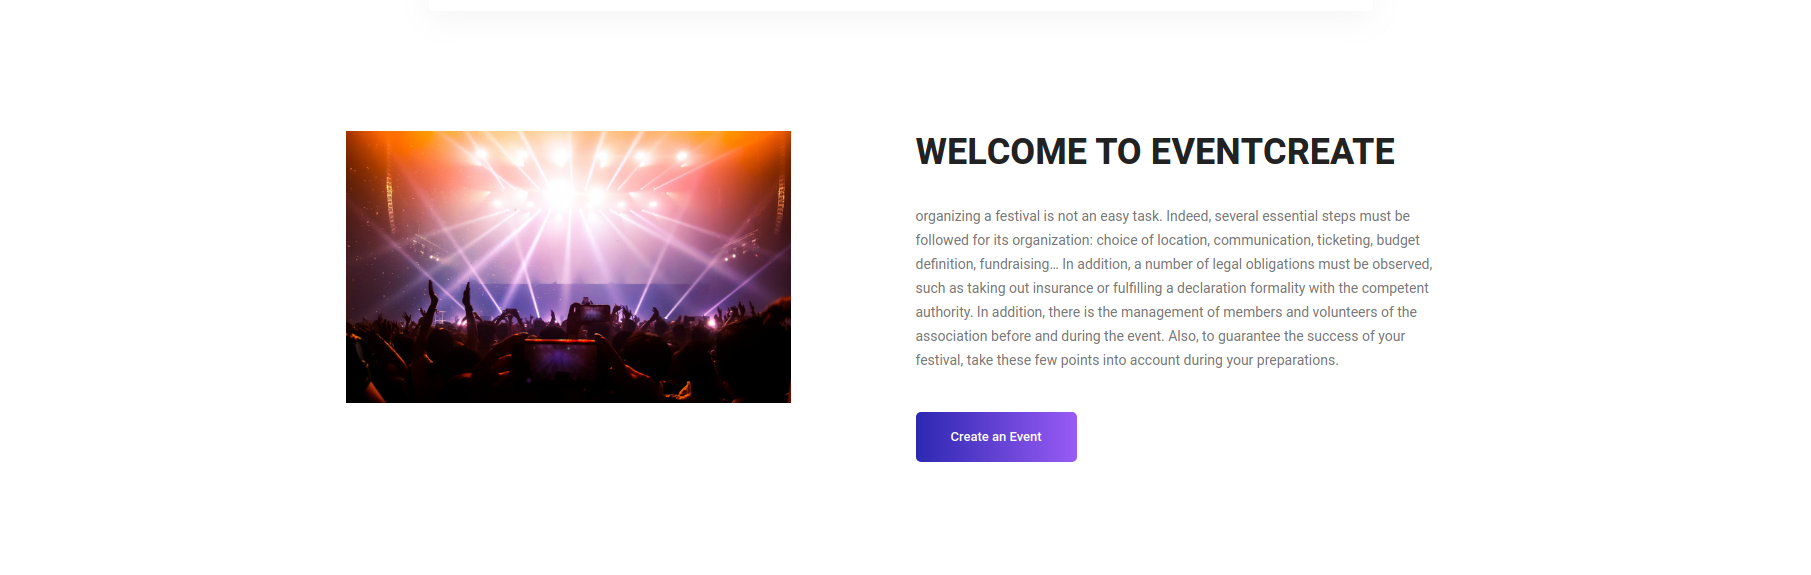 WELCOME TO EVENTCREATE
organizing a festival is not an easy task. Indeed, several essential steps must be
followed for its organization: choice of location, communication, ticketing, budget
definition, fundraising... In addition, a number of legal obligations must be observed,
such as taking out insurance or fulfilling a declaration formality with the competent
authority. In addition, there is the management of members and volunteers of the
association before and during the event. Also, to guarantee the success of your
festival, take these few points into account during your preparations.
Create an Event